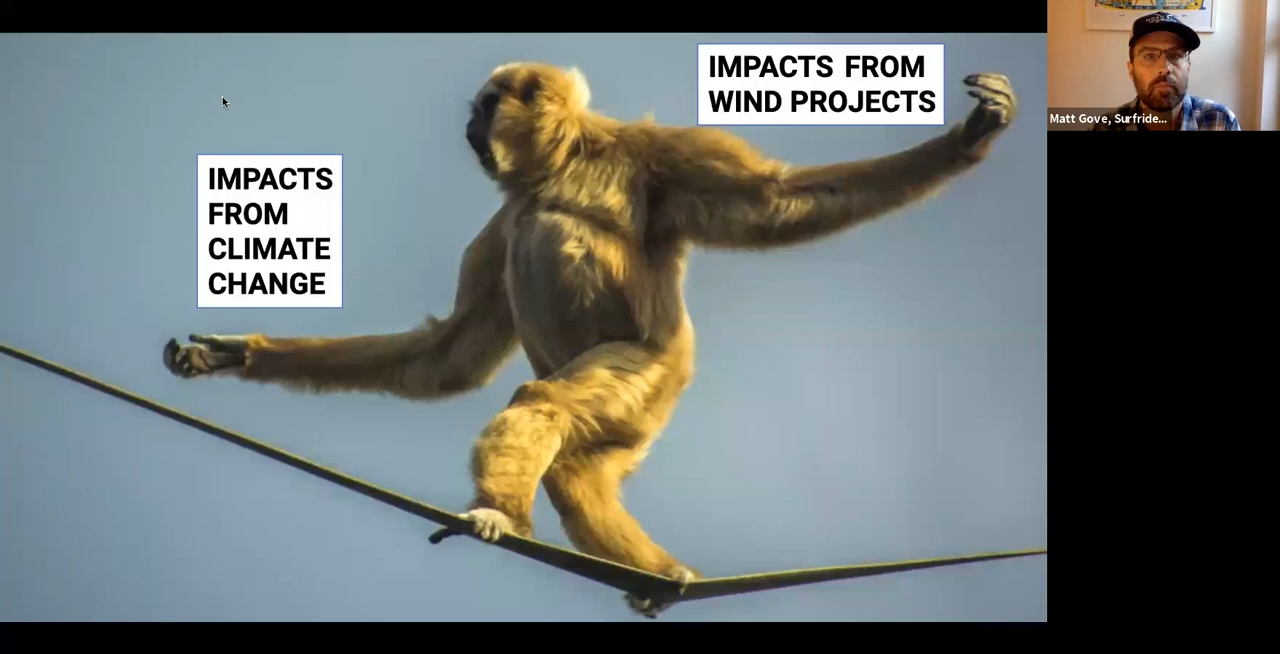 IMPACTS FROM
WIND PROJECTS
IMPACTS
FROM
CLIMATE
CHANGE
Matt Gove, Surfride...